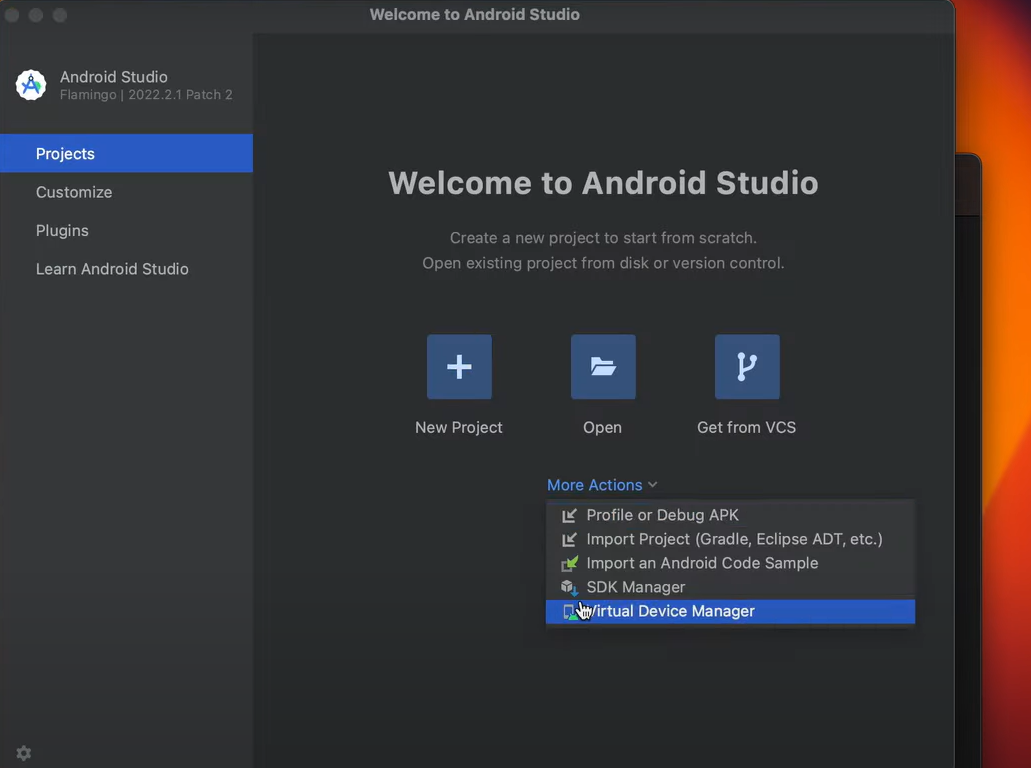 Welcome to Android Studio
Android Studio
Flamingo | 2022.2.1 Patch 2
Projects
Customize
Plugins
Learn Android Studio
Welcome to Android Studio
Create a new project to start from scratch.
Open existing project from disk or version control.
New Project
Open
Get from VCS
More Actions
Profile or Debug APK
Import Project (Gradle, Eclipse ADT, etc.)
Import an Android Code Sample
SDK Manager
Virtual Device Manager